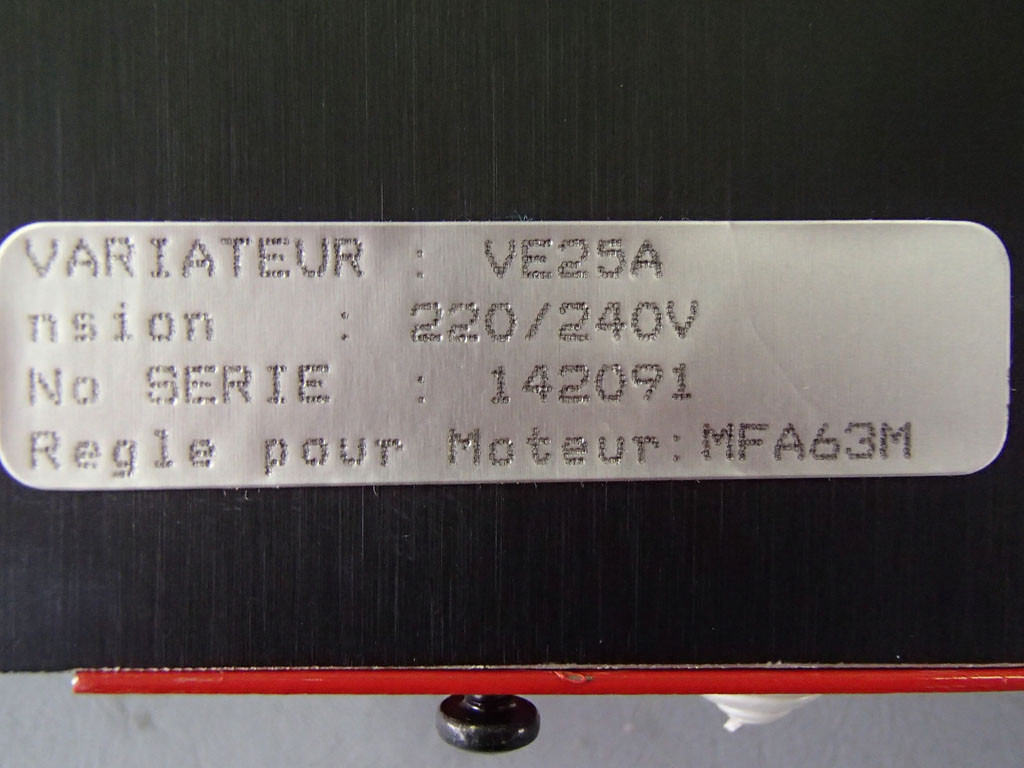 VARIATEUR : VE25A
nsion : 220/240V
No SERIE : 142091
Regle pour Moteur: MFA63M